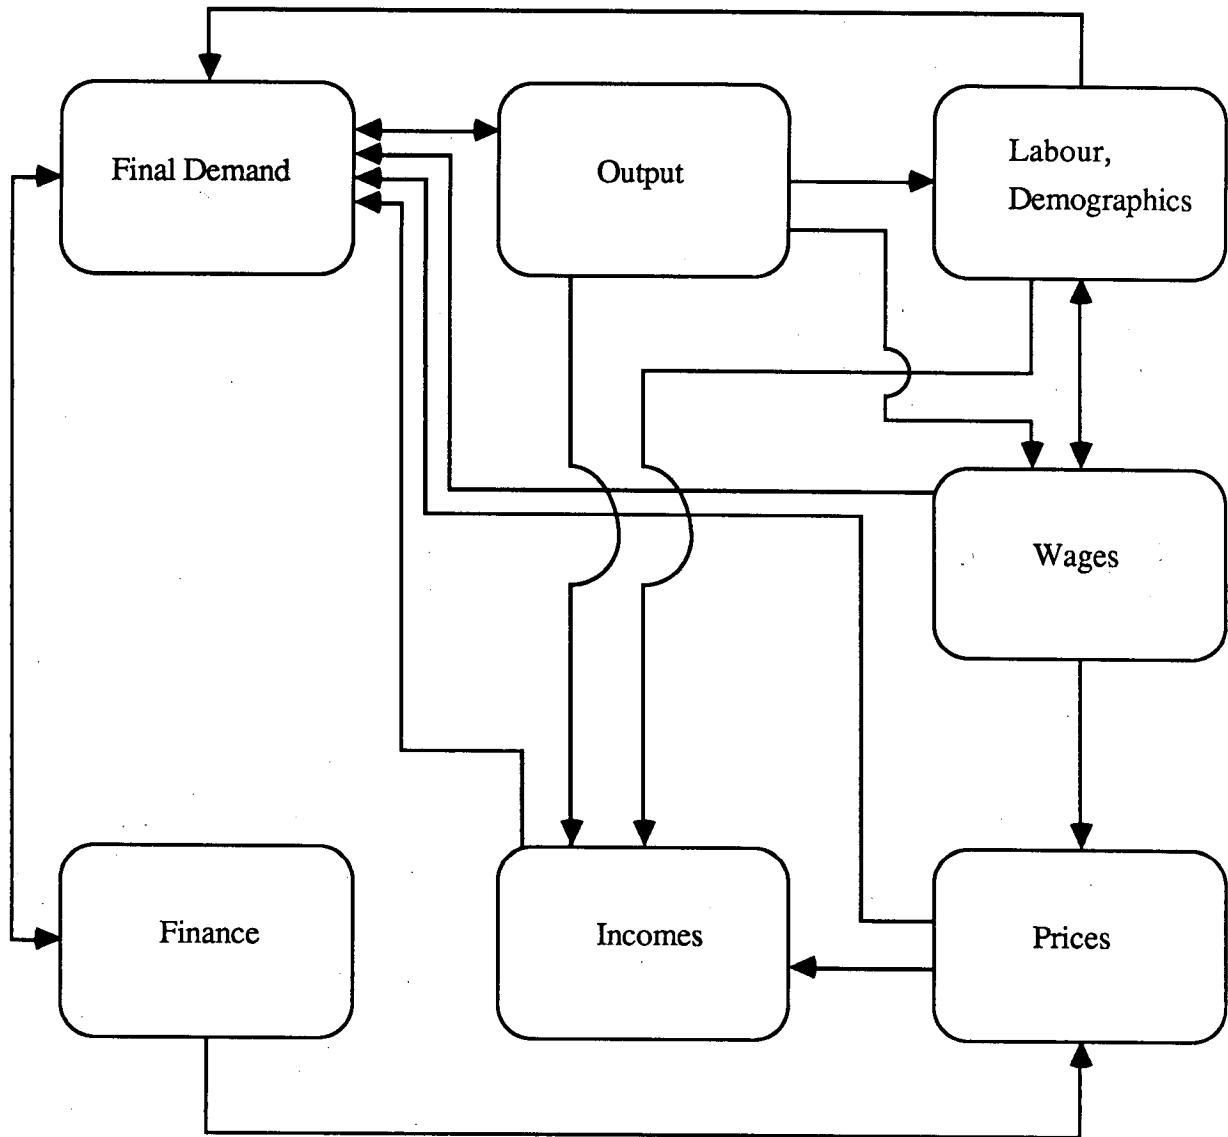 Final Demand
Output
Labour,
Demographics
Wages
Finance
Incomes
Prices